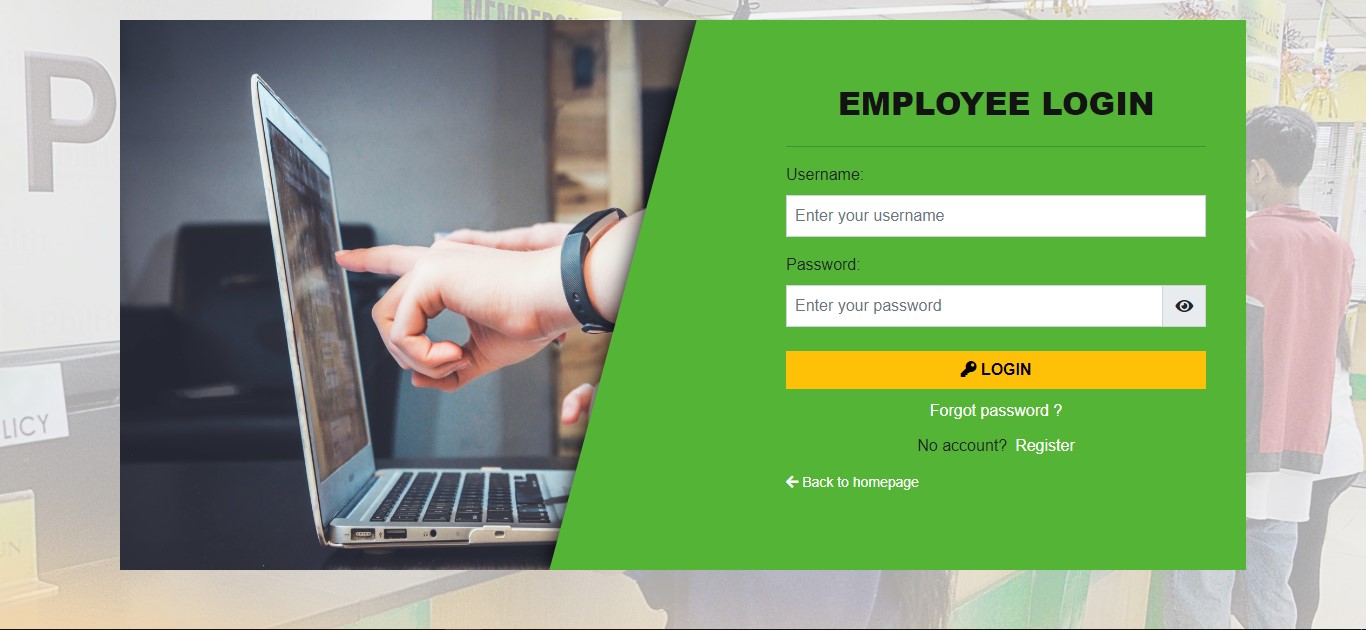 EMPLOYEE LOGIN
Username:
Enter your username
Password:
Enter your password
LOGIN
Forgot password ?
No account? Register
Back to homepage
P
LICY